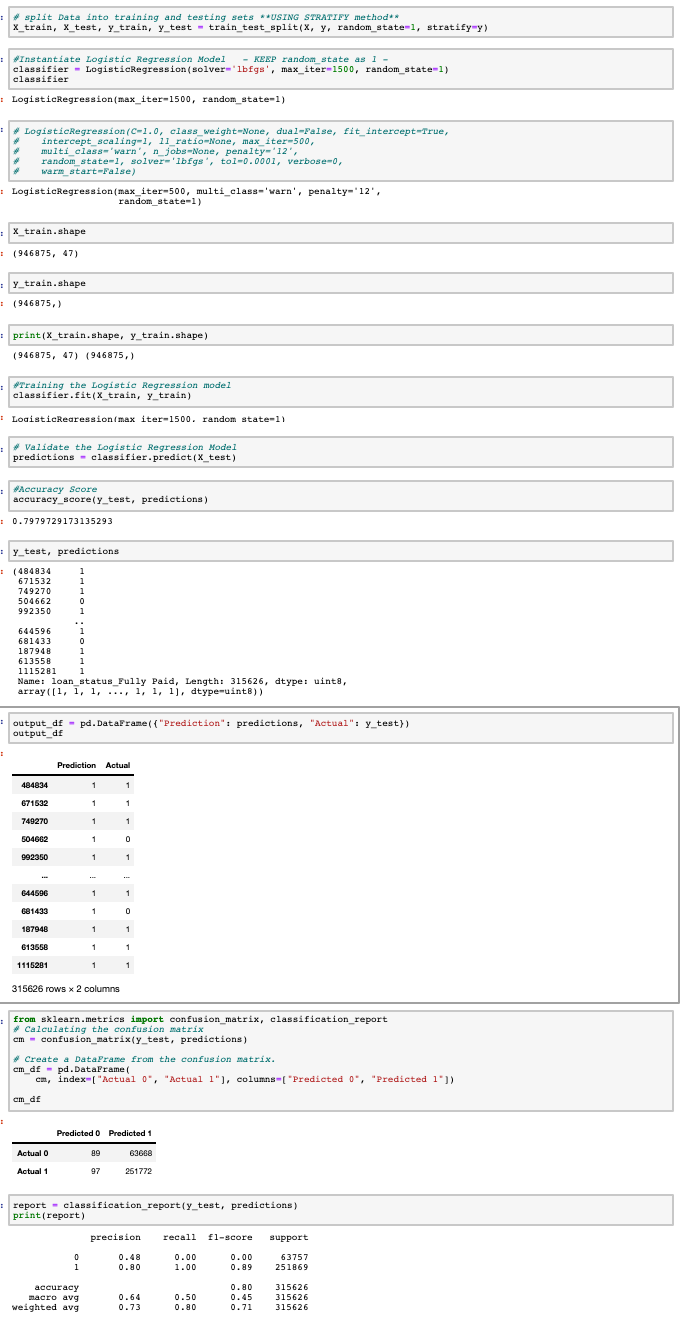 # split Data into training and testing sets **USING STRATIFY method**
X_train, X_test, y_train, y_test = train_test_split(X, y, random_state=1, stratify=y)
#Instantiate Logistic Regression Model   ~ KEEP random_state as 1 ~
classifier = LogisticRegression(solver='lbfgs', max_iter=1500, random_state=1)
classifier
LogisticRegression(max_iter=1500, random_state=1)
# LogisticRegression(C=1.0, class_weight=None, dual=False, fit_intercept=True,
#    intercept_scaling=1, l1_ratio=None, max_iter=500,
#    multi_class='warn', n_jobs=None, penalty='12',
#    random_state=1, solver='lbfgs', tol=0.0001, verbose=0,
#    warm_start=False)
LogisticRegression(max_iter=500, multi_class='warn', penalty='12',
random_state=1)
X_train.shape
(946875, 47)
y_train.shape
(946875,)
print(X_train.shape, y_train.shape)
(946875, 47) (946875,)
#Training the Logistic Regression model
classifier.fit(X_train, y_train)
LogisticRegression(max_iter=1500, random_state=1)
# Validate the Logistic Regression Model
predictions = classifier.predict(X_test)
#Accuracy Score
accuracy_score(y_test, predictions)
0.7979729173135293
y_test, predictions
(484834     1
671532     1
749270     1
504662     0
992350     1
..
644596     1
681433     0
187948     1
613558     1
1115281    1
Name: loan_status_Fully Paid, Length: 315626, dtype: uint8,
array([1, 1, 1, ..., 1, 1, 1], dtype=uint8))
output_df = pd.DataFrame({"Prediction": predictions, "Actual": y_test})
output_df
Prediction Actual
484834 1 1
671532 1 1
749270 1 1
504662 1 0
992350 1 1
... ... ...
644596 1 1
681433 1 0
187948 1 1
613558 1 1
1115281 1 1
315626 rows × 2 columns
from sklearn.metrics import confusion_matrix, classification_report
# Calculating the confusion matrix
cm = confusion_matrix(y_test, predictions)
# Create a DataFrame from the confusion matrix.
cm_df = pd.DataFrame(
cm, index=["Actual 0", "Actual 1"], columns=["Predicted 0", "Predicted 1"])
cm_df
Predicted 0 Predicted 1
Actual 0 89 63668
Actual 1 97 251772
report = classification_report(y_test, predictions)
print(report)
precision recall f1-score support
0 0.48 0.00 0.00 63757
1 0.80 1.00 0.89 251869
accuracy 0.80 315626
macro avg 0.64 0.50 0.45 315626
weighted avg 0.73 0.80 0.71 315626